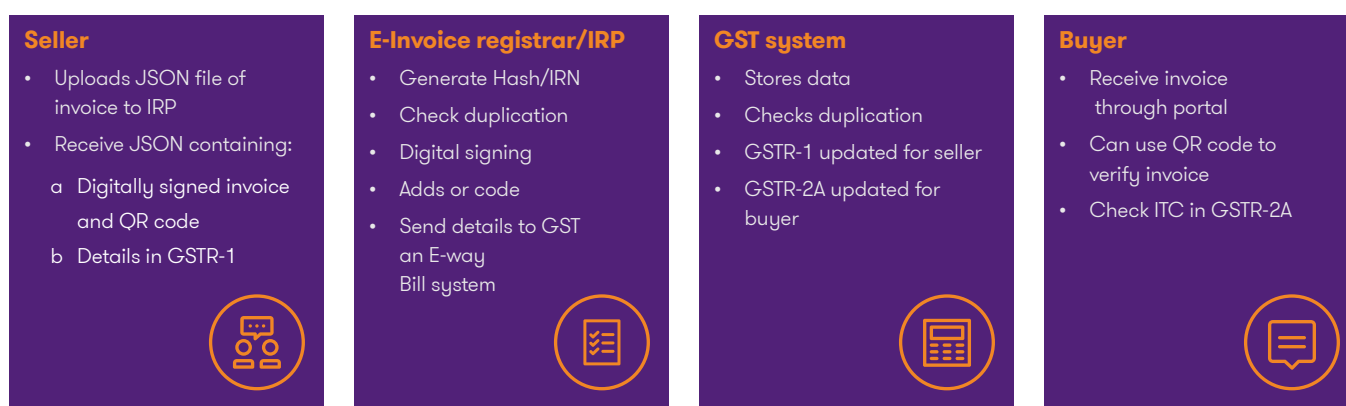 Seller
• Uploads JSON file of
invoice to IRP
• Receive JSON containing:
a Digitally signed invoice
and QR code
b Details in GSTR-1
E-Invoice registrar/IRP
• Generate Hash/IRN
• Check duplication
• Digital signing
• Adds or code
• Send details to GST
an E-way
Bill system
GST system
• Stores data
• Checks duplication
• GSTR-1 updated for seller
• GSTR-2A updated for
buyer
Buyer
• Receive invoice
through portal
• Can use QR code to
verify invoice
• Check ITC in GSTR-2A